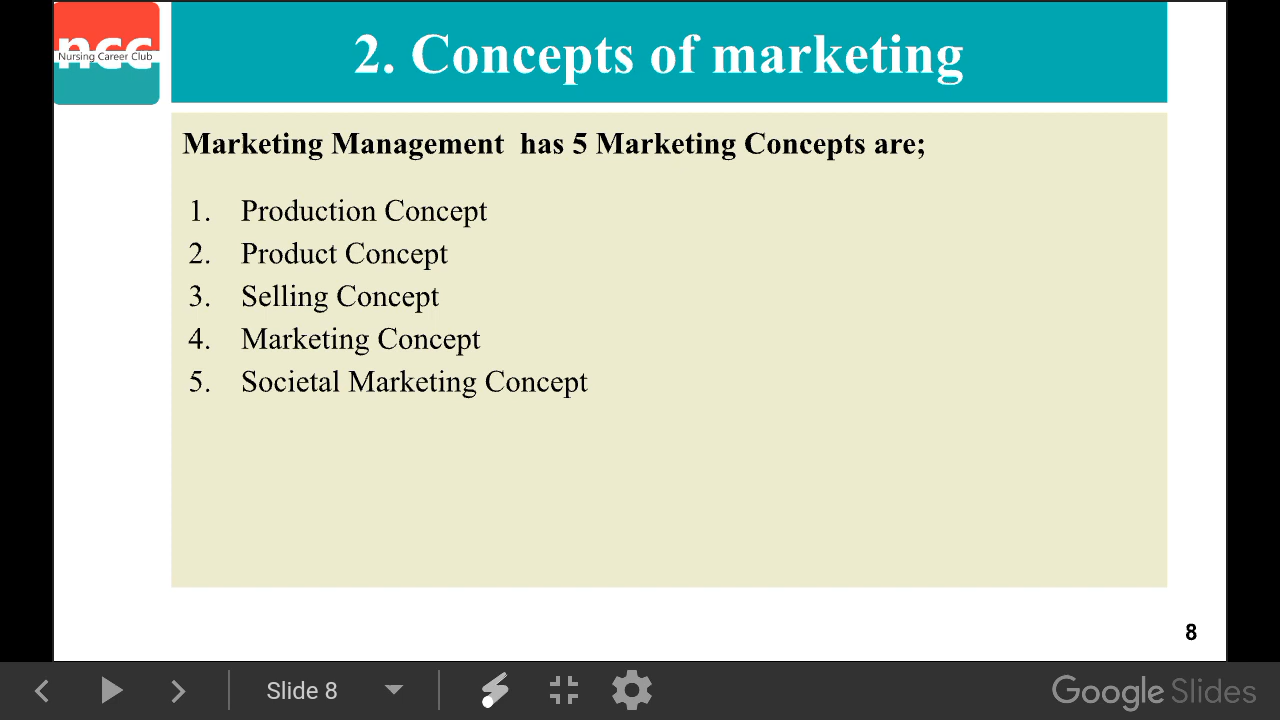 ncc
Nursing Career Club
2. Concepts of marketing
Marketing Management  has 5 Marketing Concepts are;
1. Production Concept
2. Product Concept
3. Selling Concept
4. Marketing Concept
5. Societal Marketing Concept
8
Slide 8
Google Slides